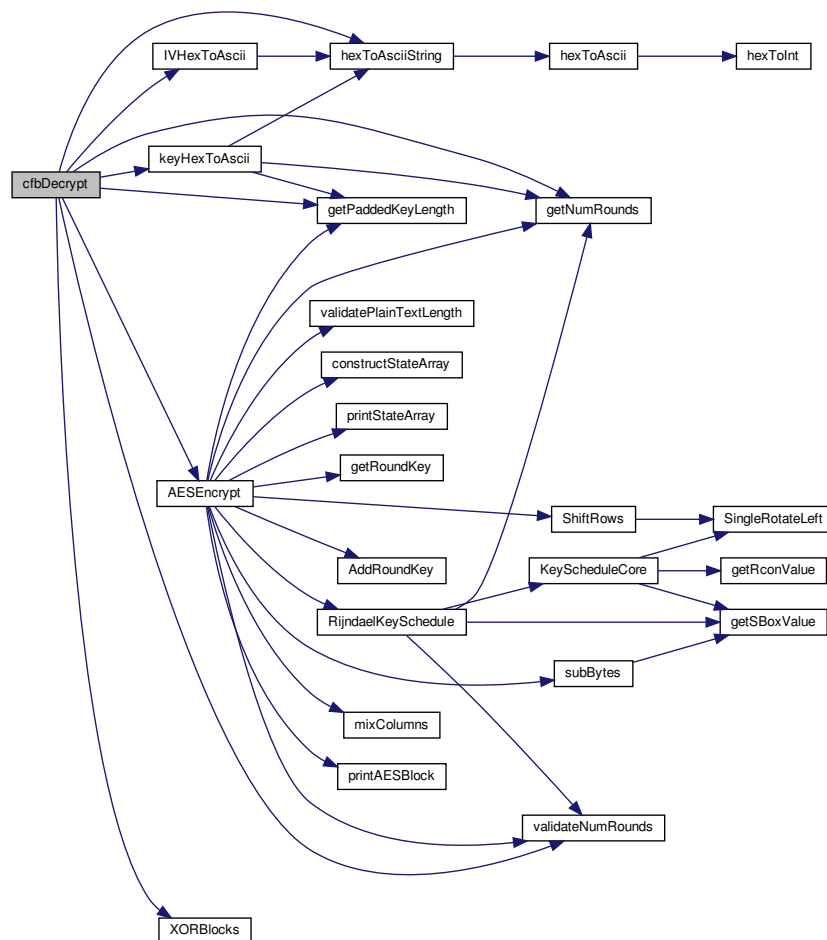 IVHexToAscii
hexToAsciiString
hexToAscii
hexToInt
keyHexToAscii
cfbDecrypt
getPaddedKeyLength
getNumRounds
validatePlainTextLength
constructStateArray
printStateArray
getRoundKey
AESEncrypt
ShiftRows
SingleRotateLeft
AddRoundKey
KeyScheduleCore
getRconValue
RijndaelKeySchedule
getSBoxValue
subBytes
mixColumns
printAESBlock
validateNumRounds
XORBlocks